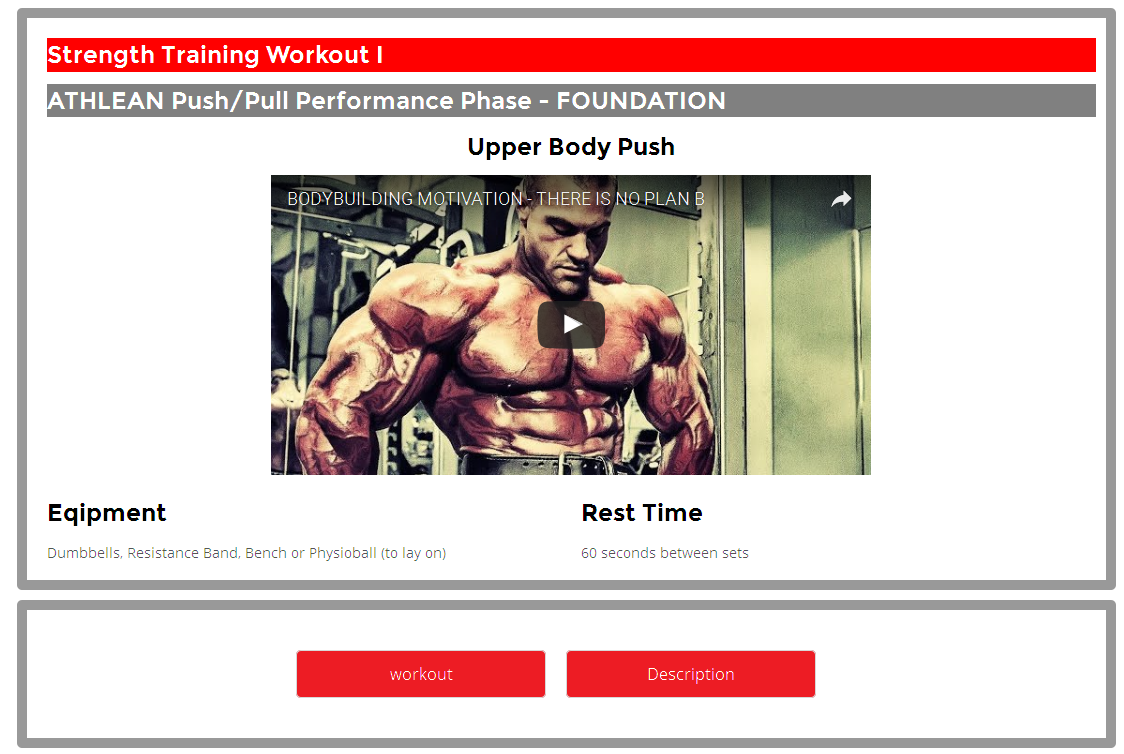 Strength Training Workout I
ATHLEAN Push/Pull Performance Phase - FOUNDATION
Upper Body Push
BODYBUILDING MOTIVATION - THERE IS NO PLAN B
Eqipment
Rest Time
Dumbbells, Resistance Band, Bench or Physioball (to lay on)
60 seconds between sets
workout
Description